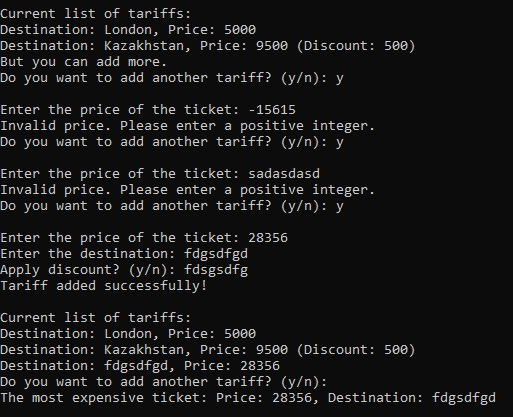 Current list of tariffs:
Destination: London, Price: 5000
Destination: Kazakhstan, Price: 9500 (Discount: 500)
But you can add more.
Do you want to add another tariff? (y/n): y
Enter the price of the ticket: -15615
Invalid price. Please enter a positive integer.
Do you want to add another tariff? (y/n): y
Enter the price of the ticket: sadasdasd
Invalid price. Please enter a positive integer.
Do you want to add another tariff? (y/n): y
Enter the price of the ticket: 28356
Enter the destination: fdgsdfgd
Apply discount? (y/n): fdsgsdfg
Tariff added successfully!
Current list of tariffs:
Destination: London, Price: 5000
Destination: Kazakhstan, Price: 9500 (Discount: 500)
Destination: fdgsdfgd, Price: 28356
Do you want to add another tariff? (y/n):
The most expensive ticket: Price: 28356, Destination: fdgsdfgd